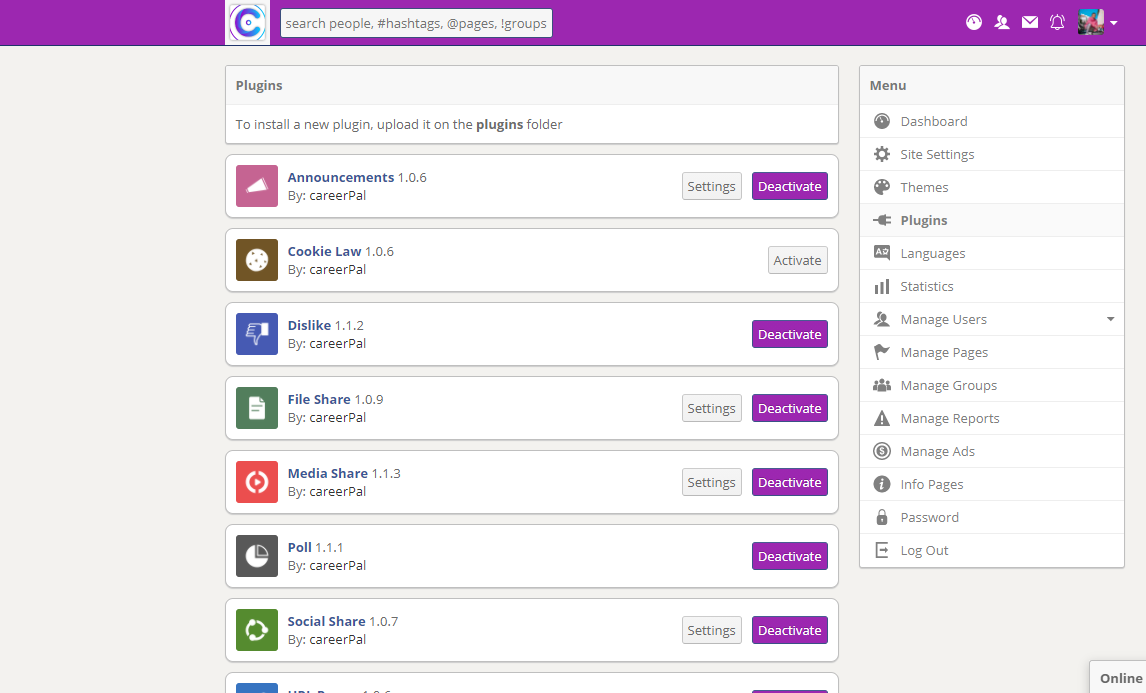 search people, #hashtags, @pages, !groups
Plugins
To install a new plugin, upload it on the plugins folder
Announcements 1.0.6
By: careerPal
Settings
Deactivate
Cookie Law 1.0.6
By: careerPal
Activate
Dislike 1.1.2
By: careerPal
Deactivate
File Share 1.0.9
By: careerPal
Settings
Deactivate
Media Share 1.1.3
By: careerPal
Settings
Deactivate
Poll 1.1.1
By: careerPal
Deactivate
Social Share 1.0.7
By: careerPal
Settings
Deactivate
Menu
Dashboard
Site Settings
Themes
Plugins
Languages
Statistics
Manage Users
Manage Pages
Manage Groups
Manage Reports
Manage Ads
Info Pages
Password
Log Out
Online